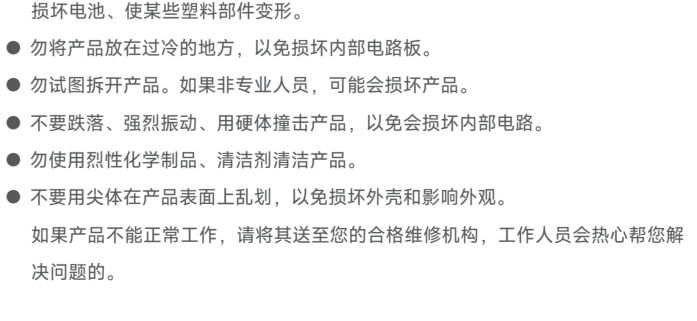 损坏电池、使某些塑料部件变形。
● 勿将产品放在过冷的地方，以免损坏内部电路板。
● 勿试图拆开产品。如果非专业人员，可能会损坏产品。
● 不要跌落、强烈振动、用硬体撞击产品，以免会损坏内部电路。
● 勿使用烈性化学制品、清洁剂清洁产品。
● 不要用尖体在产品表面上乱划，以免损坏外壳和影响外观。
如果产品不能正常工作，请将其送至您的合格维修机构，工作人员会热心帮您解
决问题的。